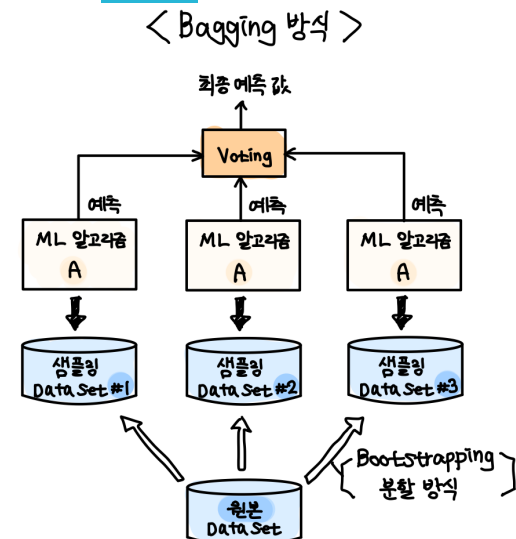 < Bagging 방식 >
최종 예측 값
Voting
예측
예측
예측
ML 알고리즘
A
ML 알고리즘
A
ML 알고리즘
A
샘플링
Data Set #1
샘플링
Data Set #2
샘플링
Data Set #3
Bootstrapping
분할 방식
원본
Data Set